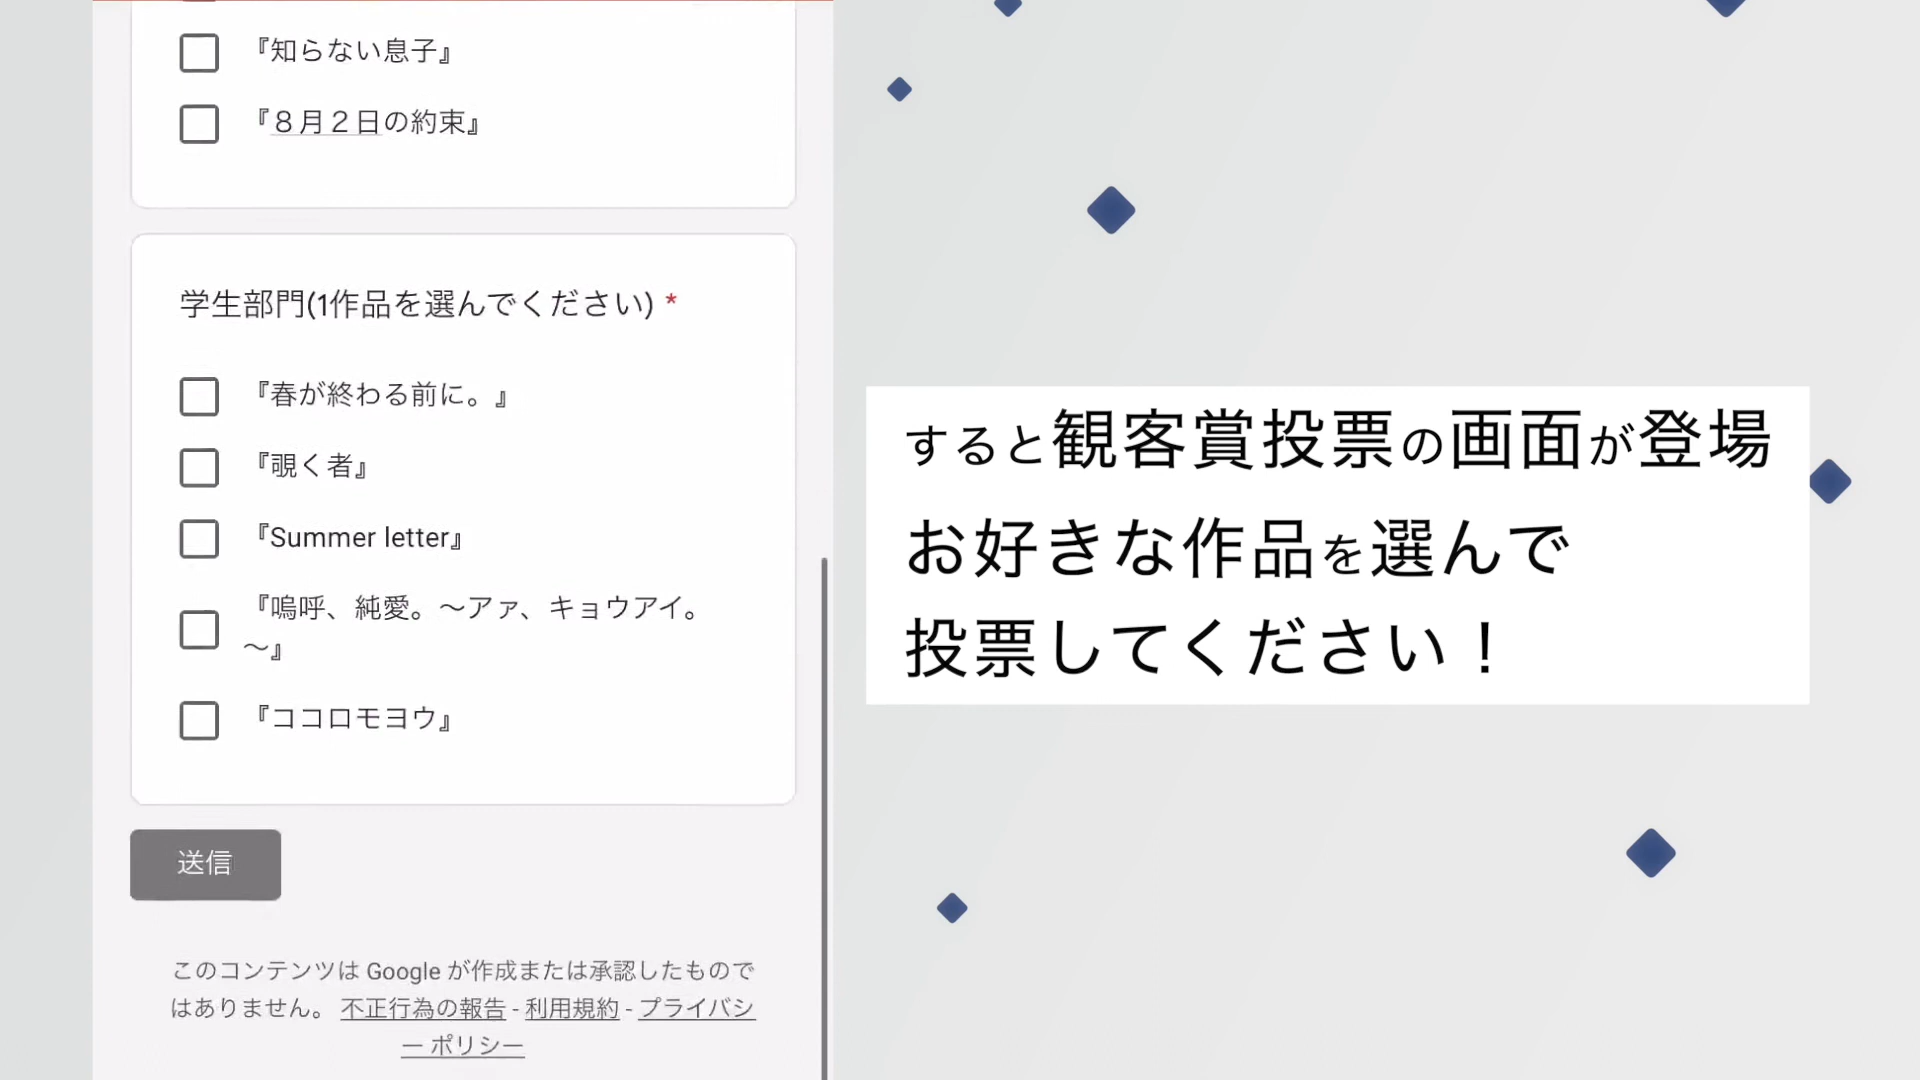 『知らない息子』
『８月２日の約束』
学生部門(1作品を選んでください) *
『春が終わる前に。』
『覗く者』
『Summer letter』
『嗚呼、純愛。〜アァ、キョウアイ。
〜』
『ココロモヨウ』
送信
このコンテンツは Google が作成または承認したもので
はありません。 不正行為の報告 - 利用規約 - プライバシ
ー ポリシー
すると観客賞投票の画面が登場
お好きな作品を選んで
投票してください！